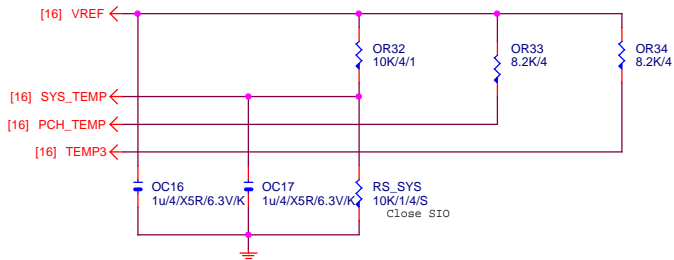 [16] VREF
OR32
10K/4/1
OR33
8.2K/4
OR34
8.2K/4
[16] SYS_TEMP
[16] PCH_TEMP
[16] TEMP3
OC16
1u/4/X5R/6.3V/K
OC17
1u/4/X5R/6.3V/K
RS_SYS
10K/1/4/S
Close SIO